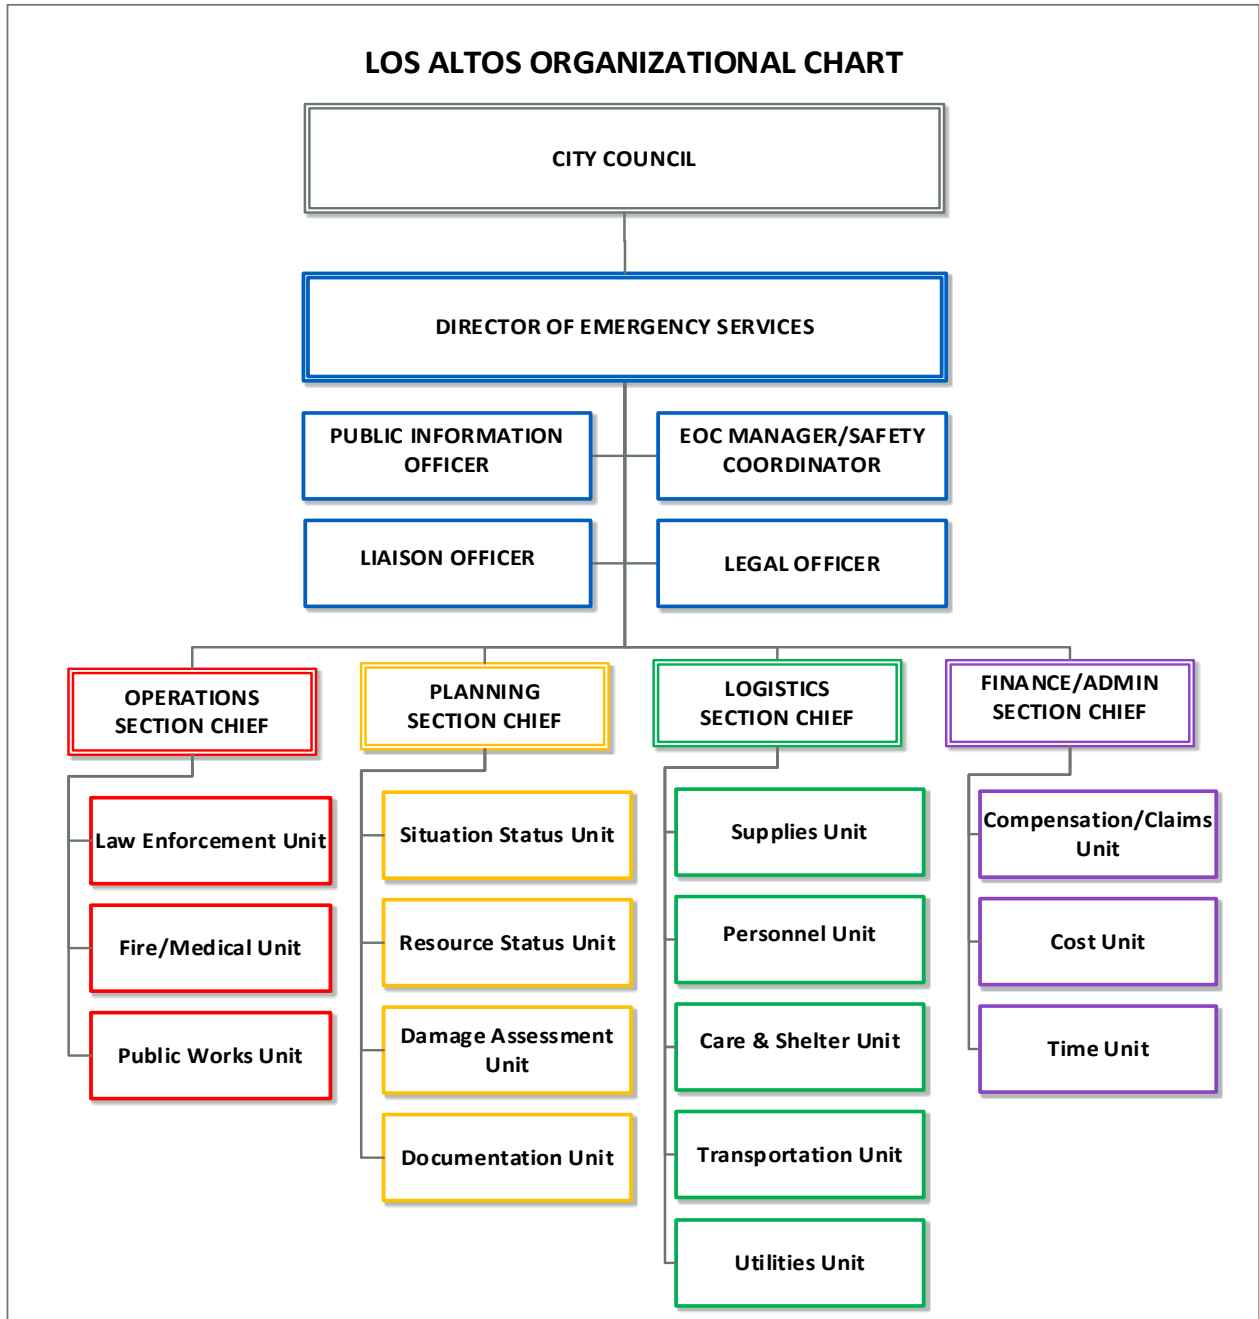 LOS ALTOS ORGANIZATIONAL CHART
CITY COUNCIL
DIRECTOR OF EMERGENCY SERVICES
PUBLIC INFORMATION
OFFICER
EOC MANAGER/SAFETY
COORDINATOR
LIAISON OFFICER
LEGAL OFFICER
OPERATIONS
SECTION CHIEF
Law Enforcement Unit
Fire/Medical Unit
Public Works Unit
PLANNING
SECTION CHIEF
Situation Status Unit
Resource Status Unit
Damage Assessment
Unit
Documentation Unit
LOGISTICS
SECTION CHIEF
Supplies Unit
Personnel Unit
Care & Shelter Unit
Transportation Unit
Utilities Unit
FINANCE/ADMIN
SECTION CHIEF
Compensation/Claims
Unit
Cost Unit
Time Unit